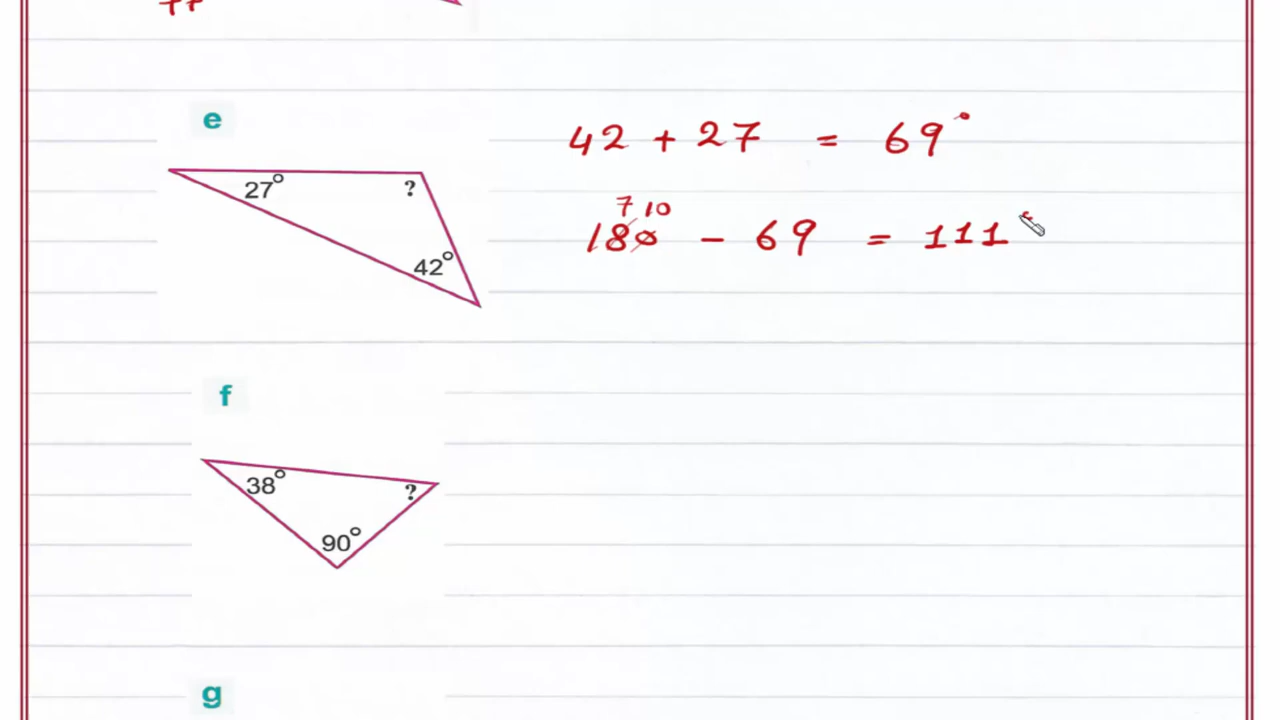 e
42 + 27 = 69°
27° ?
7 10
180 - 69 = 111°
42°
f
38° ?
90°
g